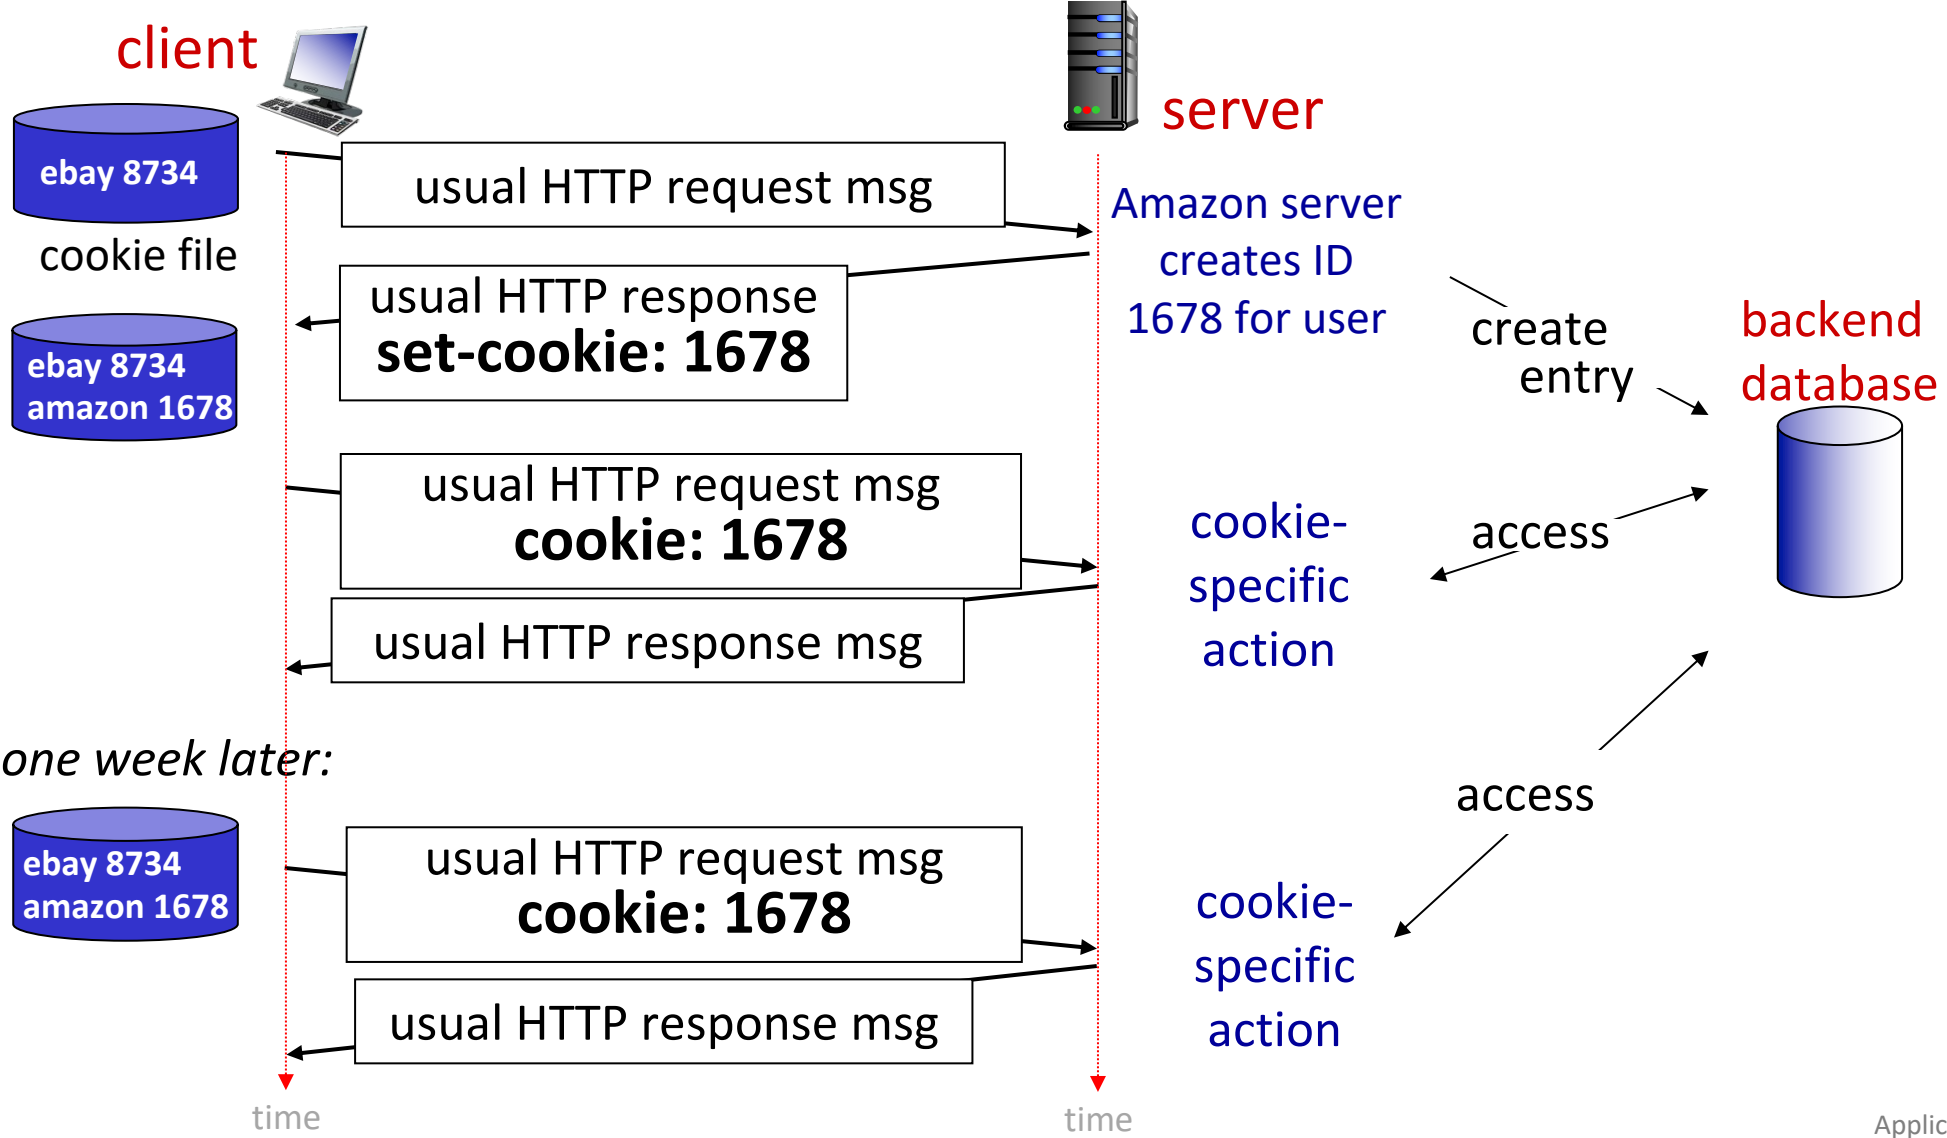 client
server
ebay 8734
cookie file
usual HTTP request msg
Amazon server
creates ID
1678 for user
usual HTTP response
set-cookie: 1678
ebay 8734
amazon 1678
create
entry
backend
database
usual HTTP request msg
cookie: 1678
cookie-
specific
action
access
usual HTTP response msg
one week later:
access
ebay 8734
amazon 1678
usual HTTP request msg
cookie: 1678
cookie-
specific
action
usual HTTP response msg
time
time
Applic